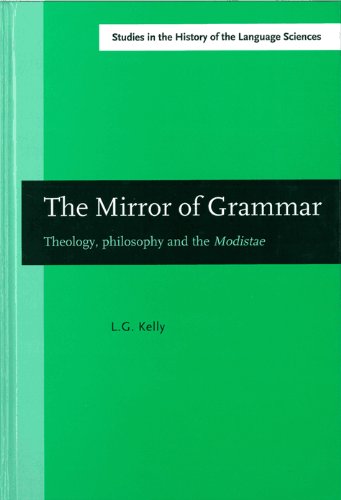 Studies in the History of the Language Sciences
The Mirror of Grammar
Theology, philosophy and the Modistae
L.G. Kelly